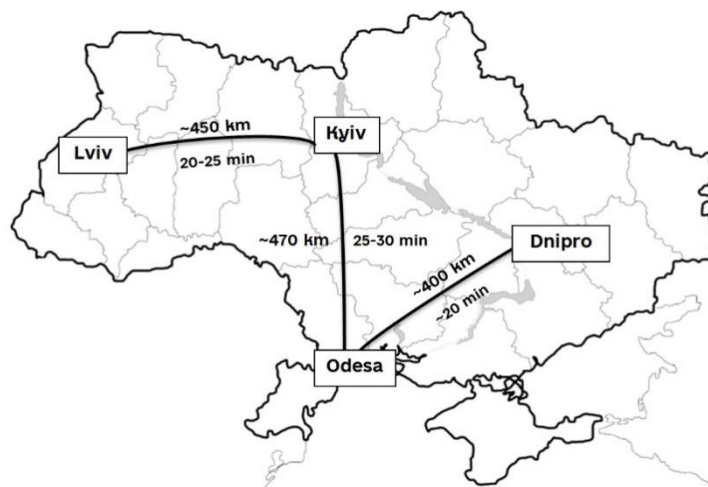 ~450 km
Kyiv
Lviv
20-25 min
~470 km
25-30 min
Dnipro
~400 km
~20 min
Odesa